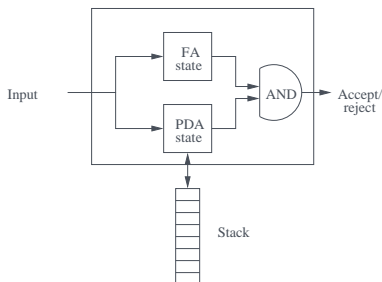 FA
state
Input
AND
Accept/
reject
PDA
state
Stack